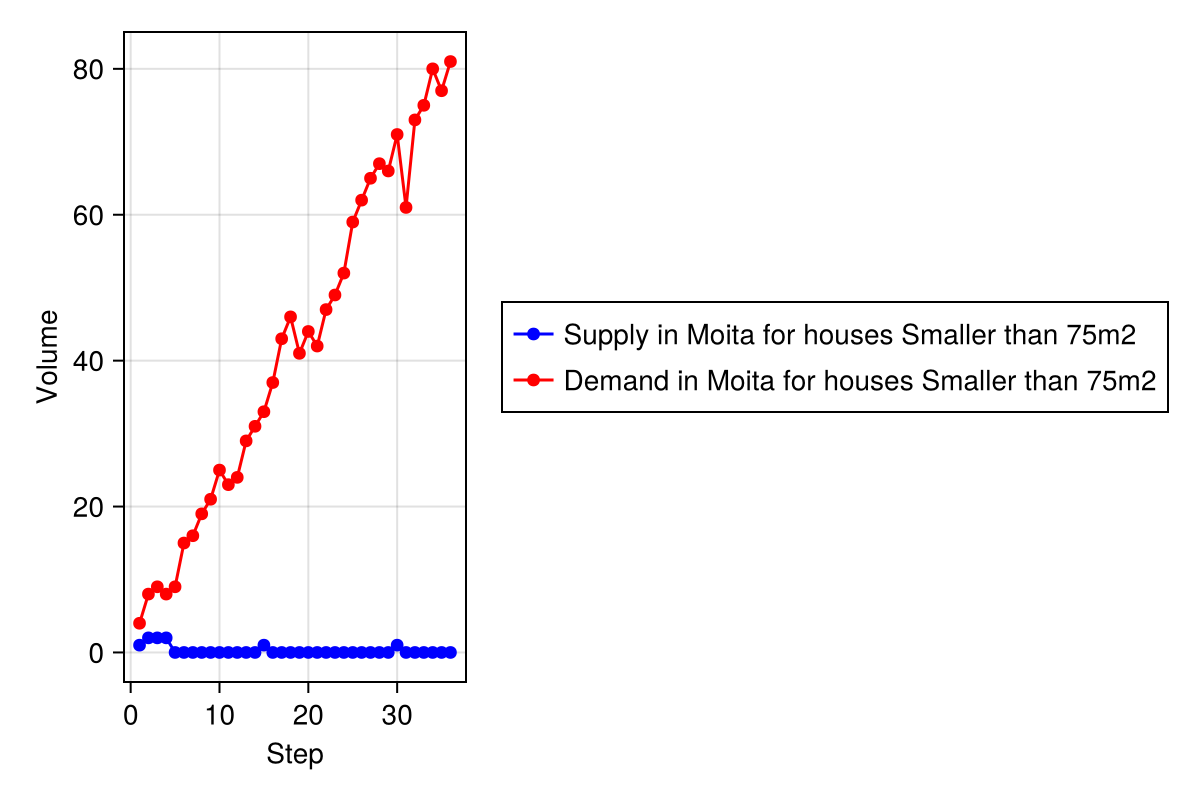 80
60
40
20
0
Volume
0 10 20 30
Step
Supply in Moita for houses Smaller than 75m2
Demand in Moita for houses Smaller than 75m2